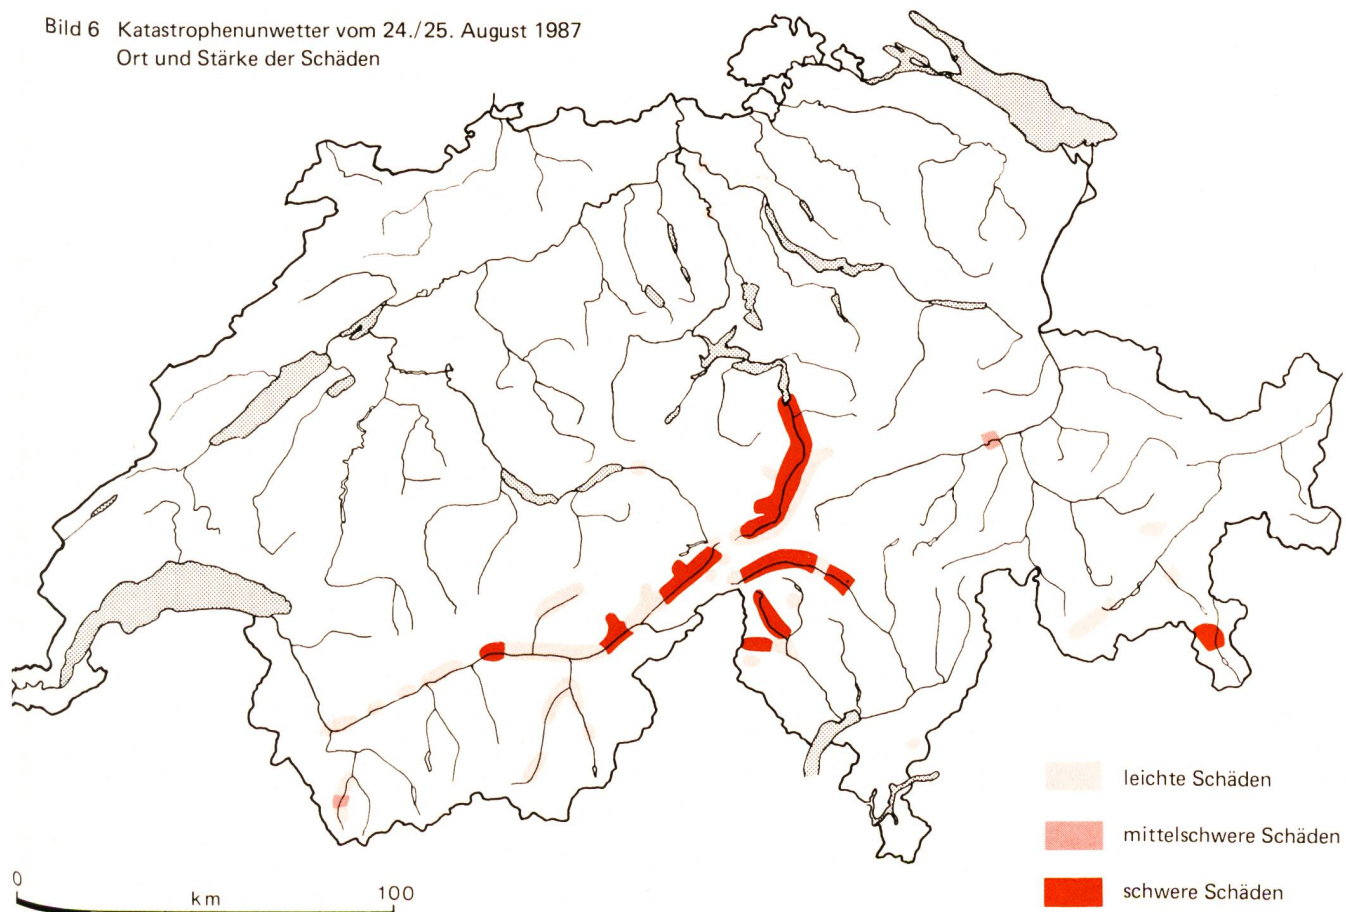 Bild 6 Katastrophenunwetter vom 24./25. August 1987
Ort und Stärke der Schäden
leichte Schäden
mittelschwere Schäden
schwere Schäden
0 100
km